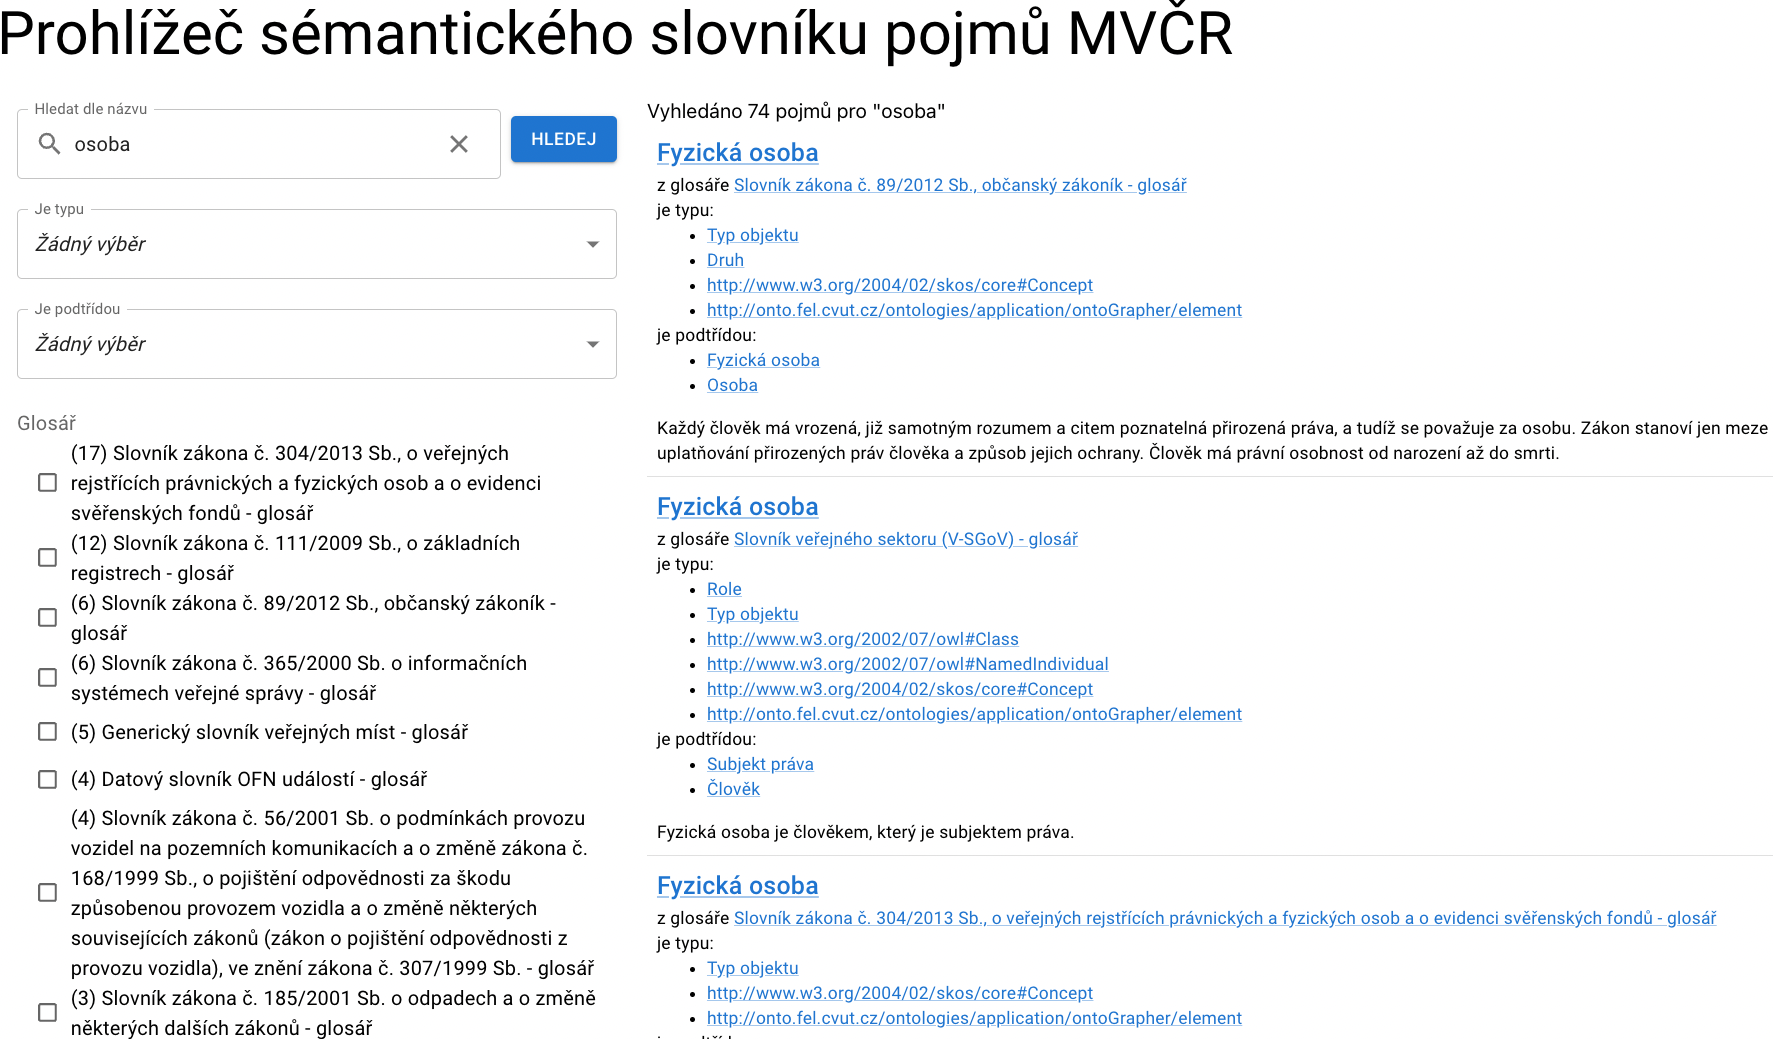 Prohlížeč sémantického slovníku pojmů MVČR
Hledat dle názvu
osoba
HLEDEJ
Je typu
Žádný výběr
Je podtřídou
Žádný výběr
Glosář
(17) Slovník zákona č. 304/2013 Sb., o veřejných
rejstřících právnických a fyzických osob a o evidenci
svěřenských fondů - glosář
(12) Slovník zákona č. 111/2009 Sb., o základních
registrech - glosář
(6) Slovník zákona č. 89/2012 Sb., občanský zákoník -
glosář
(6) Slovník zákona č. 365/2000 Sb. o informačních
systémech veřejné správy - glosář
(5) Generický slovník veřejných míst - glosář
(4) Datový slovník OFN událostí - glosář
(4) Slovník zákona č. 56/2001 Sb. o podmínkách provozu
vozidel na pozemních komunikacích a o změně zákona č.
168/1999 Sb., o pojištění odpovědnosti za škodu
způsobenou provozem vozidla a o změně některých
souvisejících zákonů (zákon o pojištění odpovědnosti z
provozu vozidla), ve znění zákona č. 307/1999 Sb. - glosář
(3) Slovník zákona č. 185/2001 Sb. o odpadech a o změně
některých dalších zákonů - glosář
Vyhledáno 74 pojmů pro "osoba"
Fyzická osoba
z glosáře Slovník zákona č. 89/2012 Sb., občanský zákoník - glosář
je typu:
Typ objektu
Druh
http://www.w3.org/2004/02/skos/core#Concept
http://onto.fel.cvut.cz/ontologies/application/ontoGrapher/element
je podtřídou:
Fyzická osoba
Osoba
Každý člověk má vrozená, již samotným rozumem a citem poznatelná přirozená práva, a tudíž se považuje za osobu. Zákon stanoví jen meze
uplatňování přirozených práv člověka a způsob jejich ochrany. Člověk má právní osobnost od narození až do smrti.
Fyzická osoba
z glosáře Slovník veřejného sektoru (V-SGoV) - glosář
je typu:
Role
Typ objektu
http://www.w3.org/2002/07/owl#Class
http://www.w3.org/2002/07/owl#NamedIndividual
http://www.w3.org/2004/02/skos/core#Concept
http://onto.fel.cvut.cz/ontologies/application/ontoGrapher/element
je podtřídou:
Subjekt práva
Člověk
Fyzická osoba je člověkem, který je subjektem práva.
Fyzická osoba
z glosáře Slovník zákona č. 304/2013 Sb., o veřejných rejstřících právnických a fyzických osob a o evidenci svěřenských fondů - glosář
je typu:
Typ objektu
http://www.w3.org/2004/02/skos/core#Concept
http://onto.fel.cvut.cz/ontologies/application/ontoGrapher/element